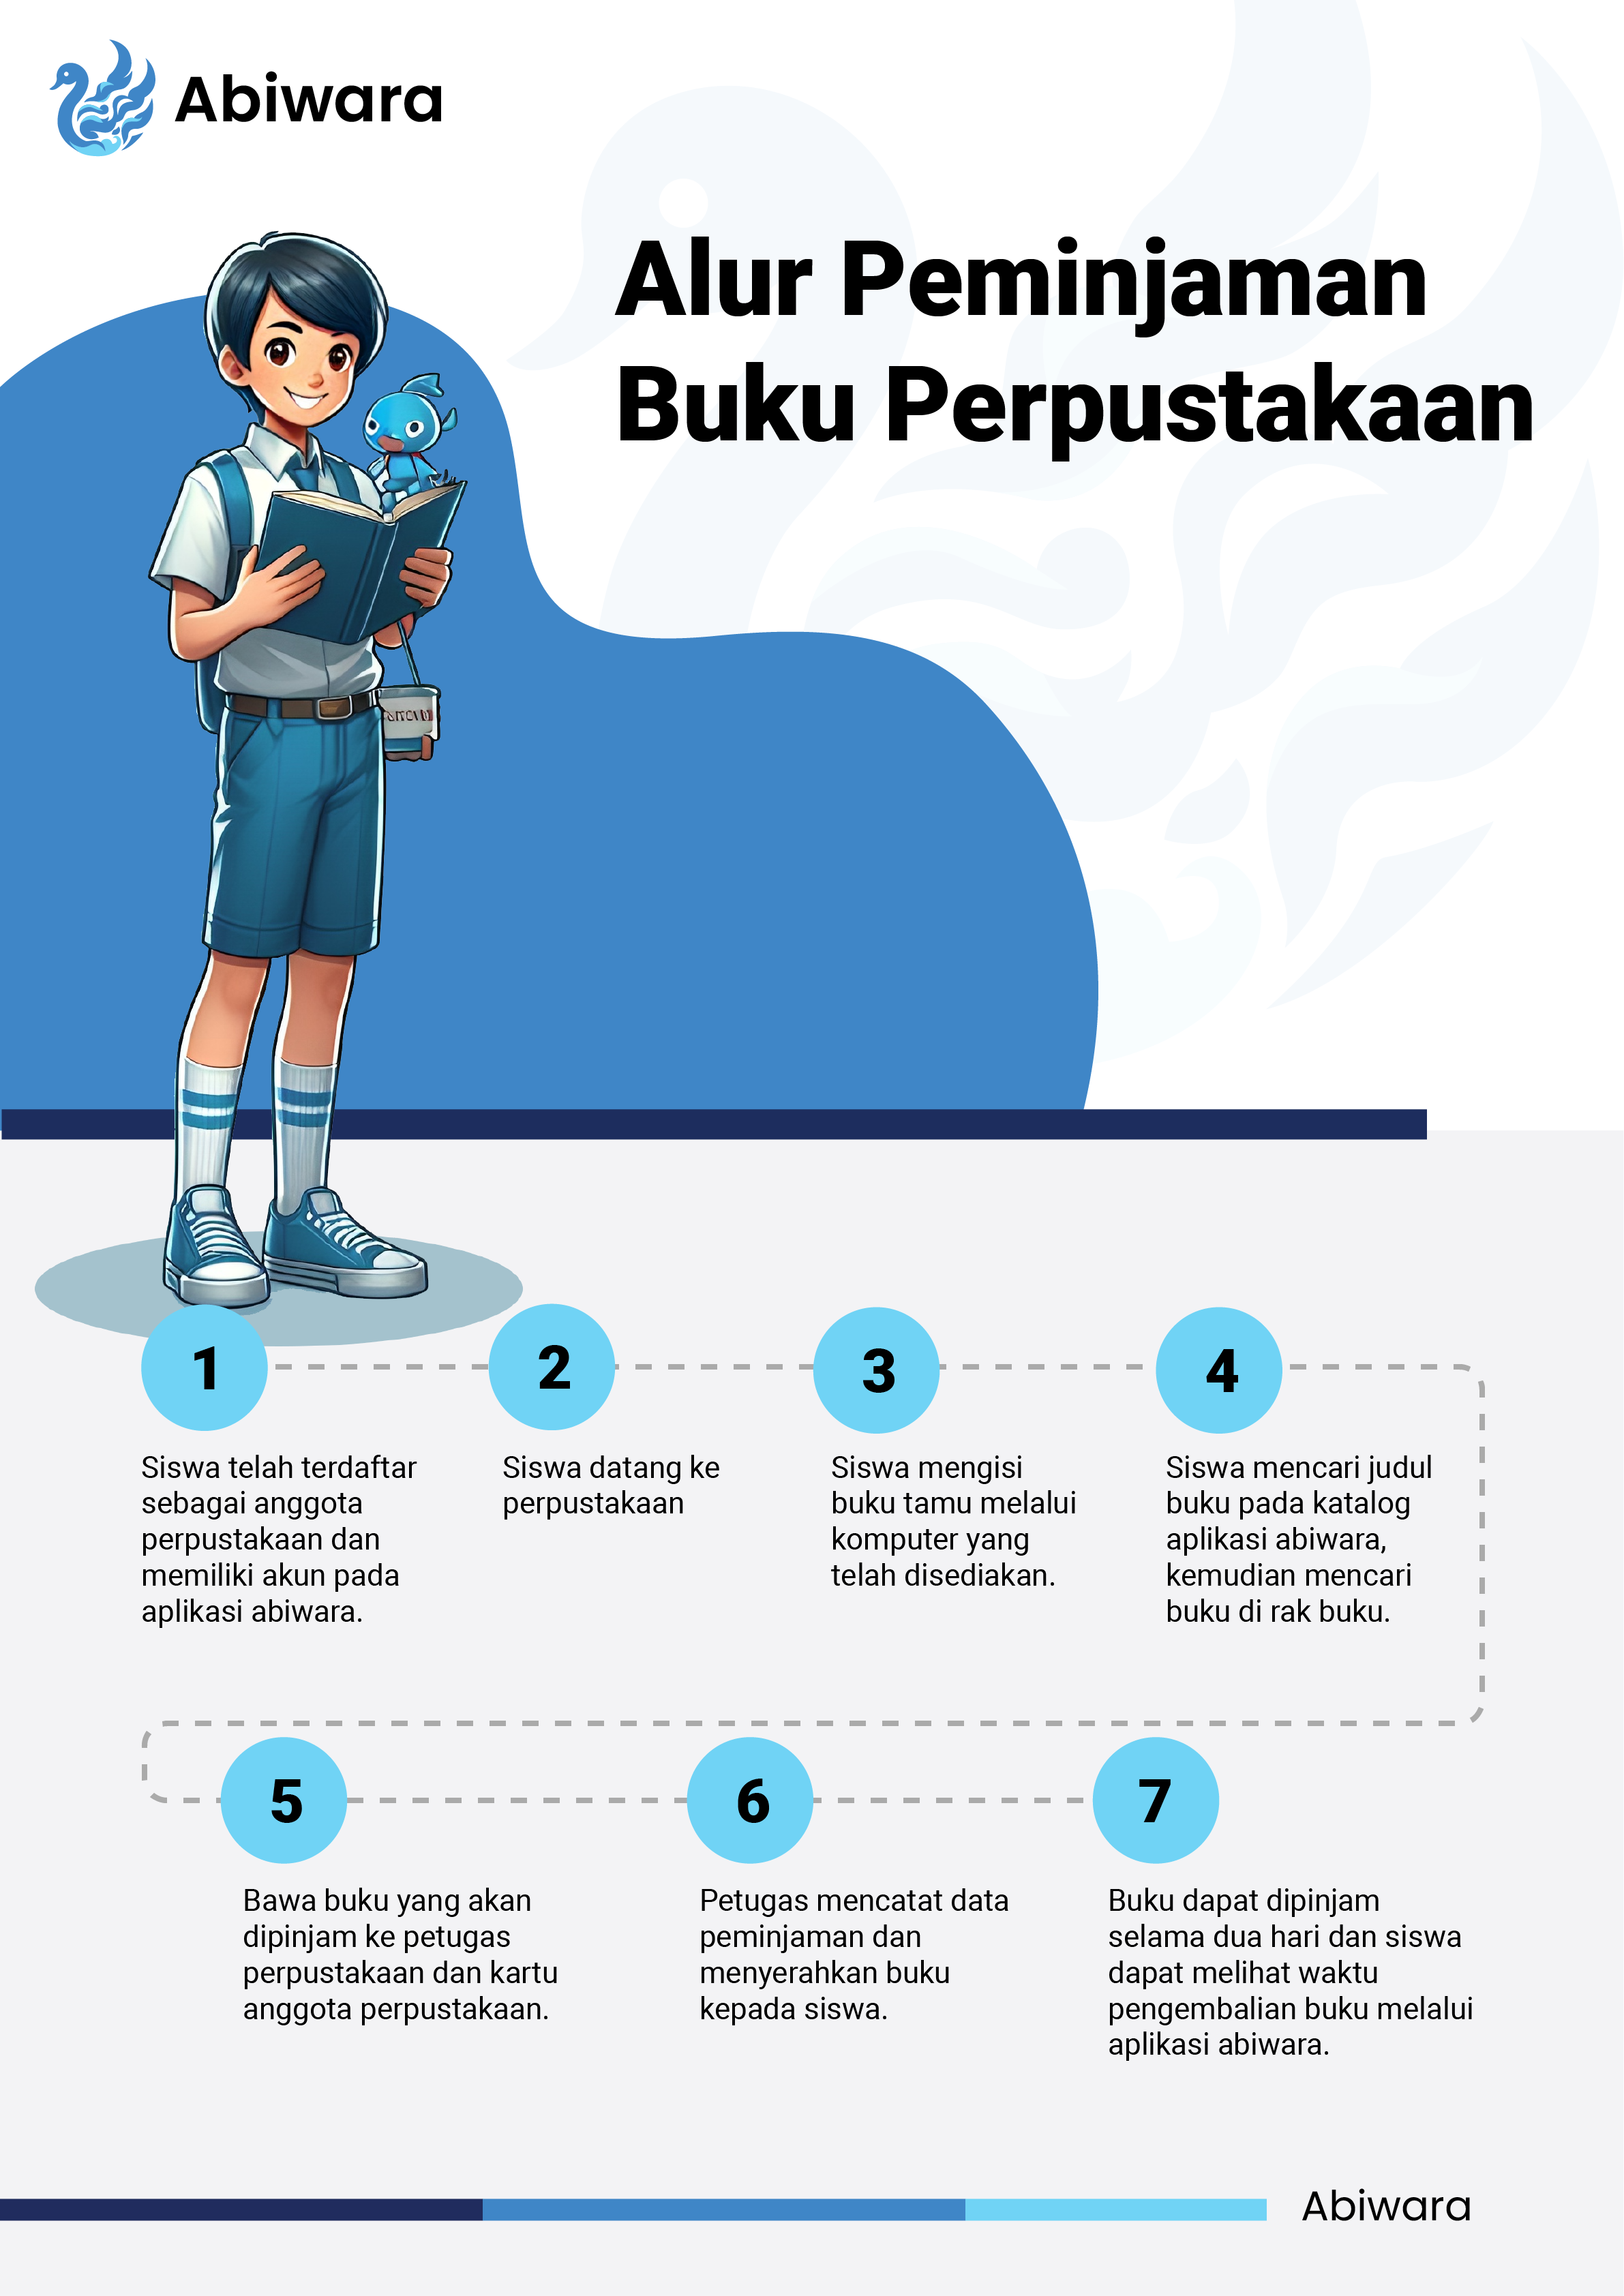 Abiwara
Alur Peminjaman
Buku Perpustakaan
1
2
3
4
Siswa telah terdaftar
sebagai anggota
perpustakaan dan
memiliki akun pada
aplikasi abiwara.
Siswa datang ke
perpustakaan
Siswa mengisi
buku tamu melalui
komputer yang
telah disediakan.
Siswa mencari judul
buku pada katalog
aplikasi abiwara,
kemudian mencari
buku di rak buku.
5
6
7
Bawa buku yang akan
dipinjam ke petugas
perpustakaan dan kartu
anggota perpustakaan.
Petugas mencatat data
peminjaman dan
menyerahkan buku
kepada siswa.
Buku dapat dipinjam
selama dua hari dan siswa
dapat melihat waktu
pengembalian buku melalui
aplikasi abiwara.
Abiwara